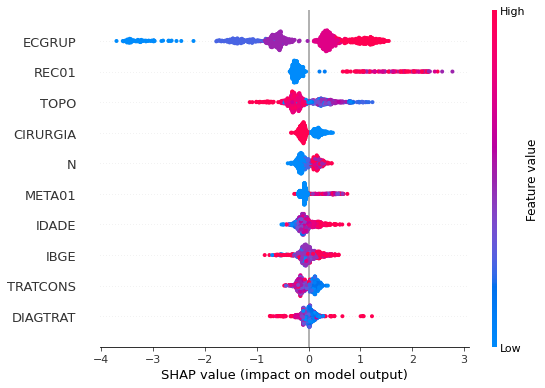 High
ECGRUP
REC01
TOPO
CIRURGIA
N
META01
IDADE
IBGE
TRATCONS
DIAGTRAT
Feature value
Low
−4 −3 −2 −1 0 1 2 3
SHAP value (impact on model output)